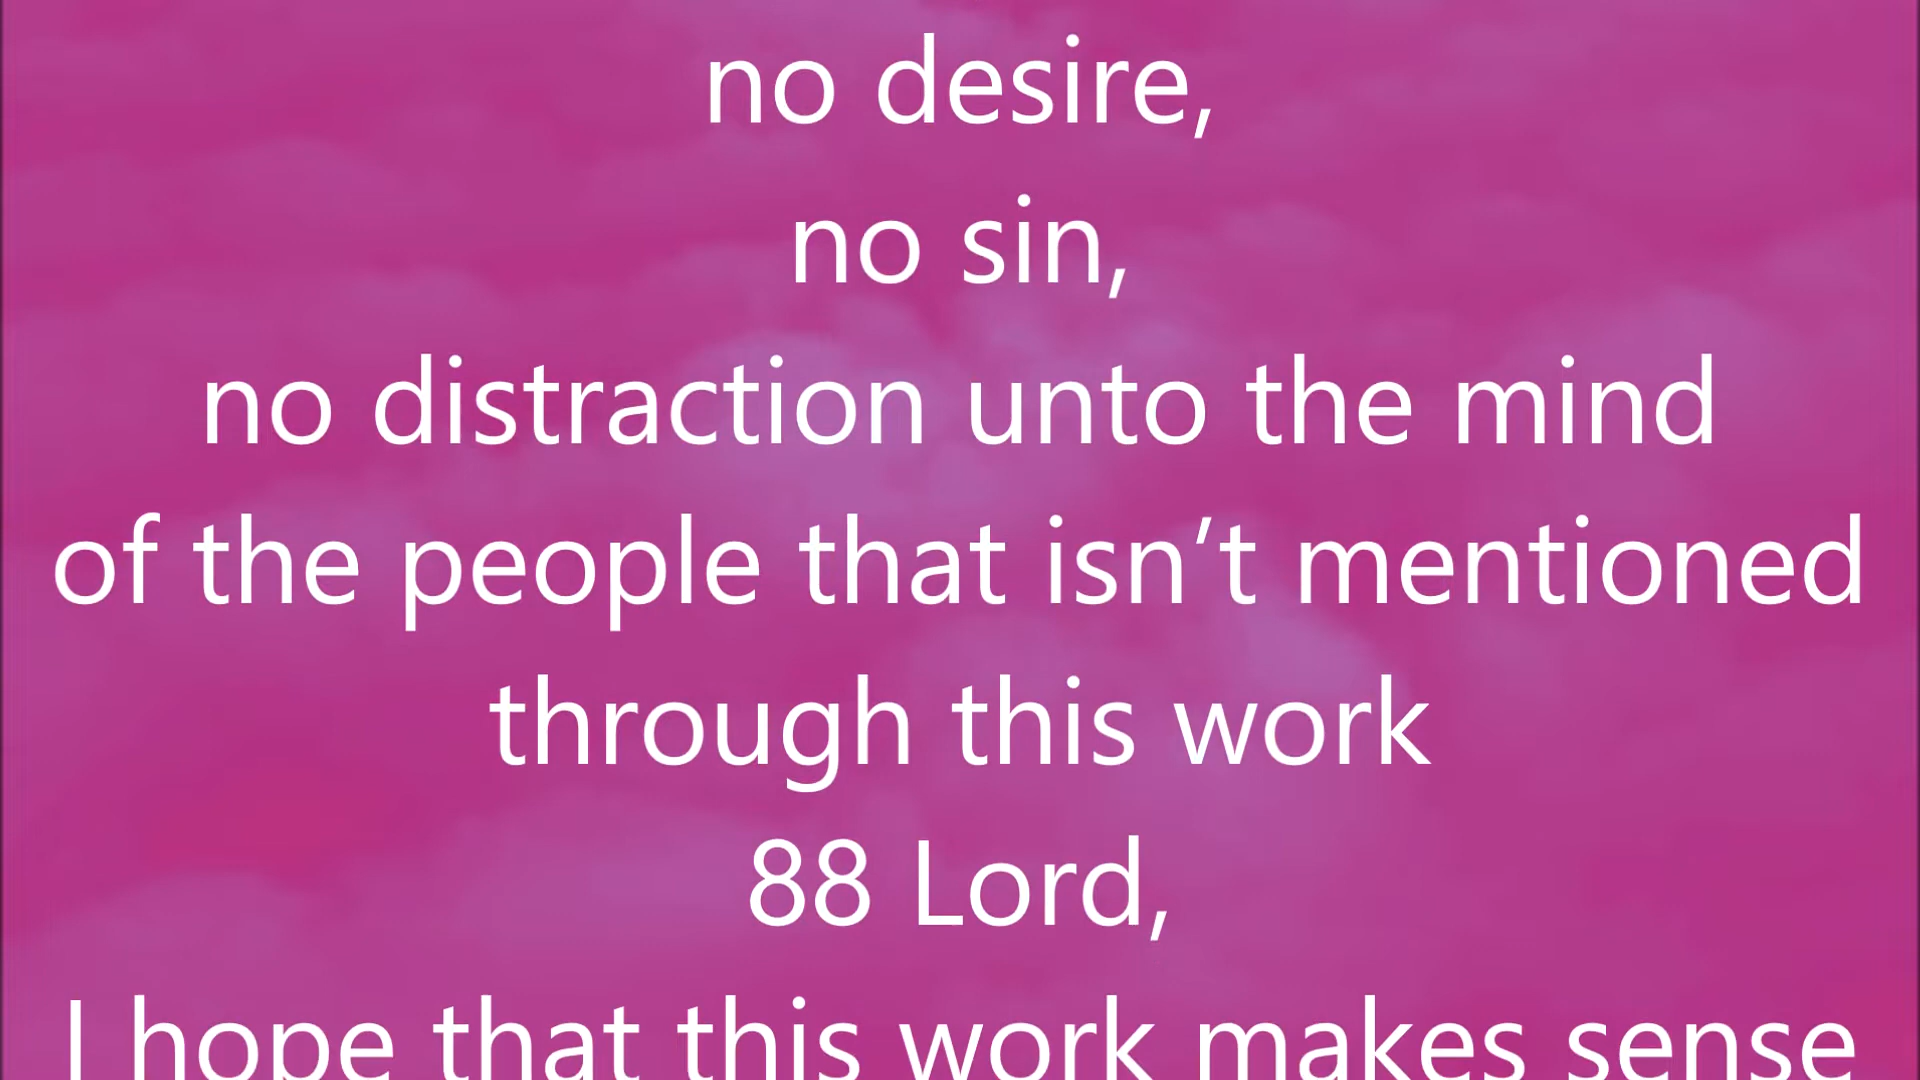 no desire,
no sin,
no distraction unto the mind
of the people that isn’t mentioned
through this work
88 Lord,
I hope that this work makes sense